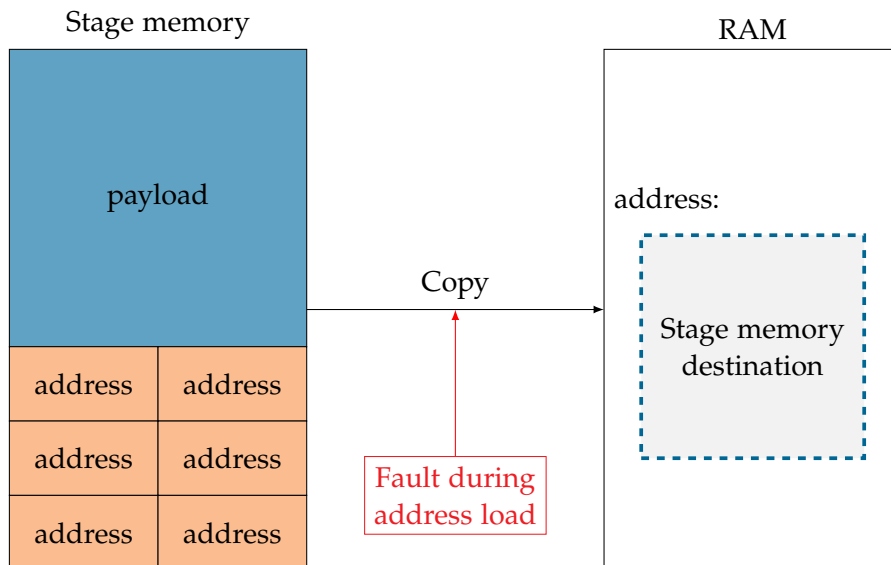 Stage memory
RAM
payload
address:
Copy
Stage memory
destination
address address
address address
address address
Fault during
address load